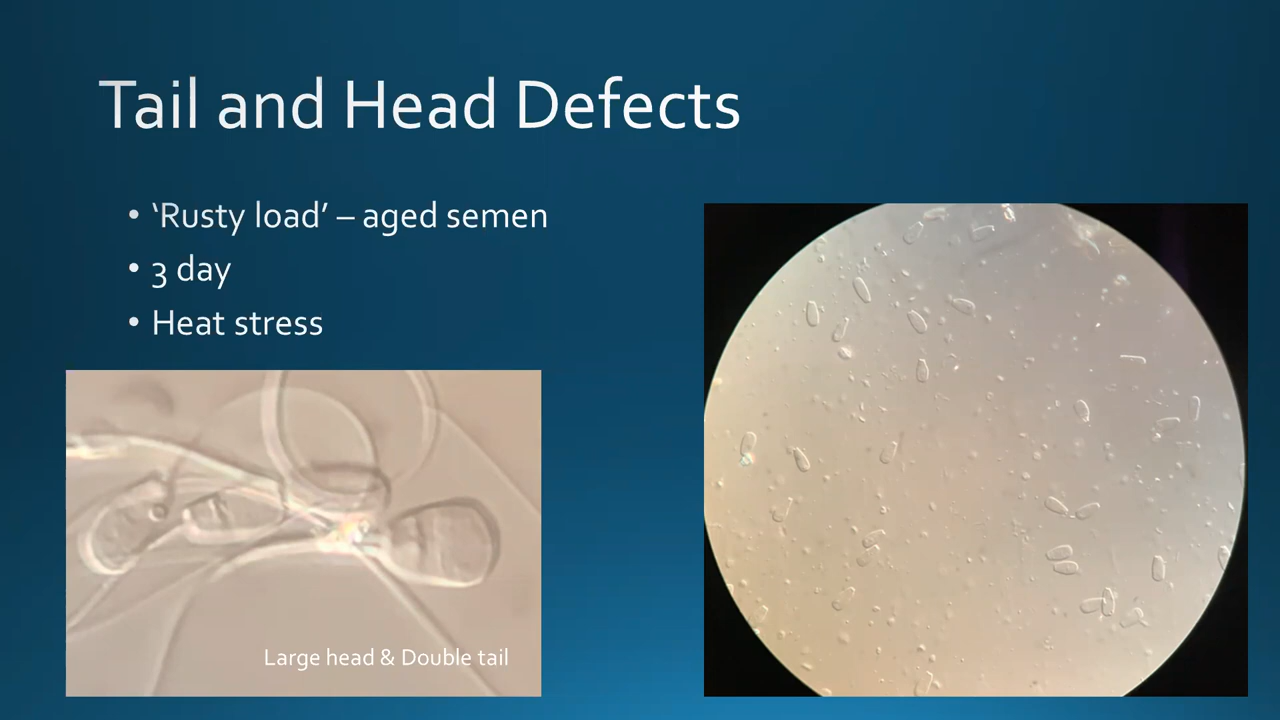 Tail and Head Defects
• ‘Rusty load’ – aged semen
• 3 day
• Heat stress
Large head & Double tail